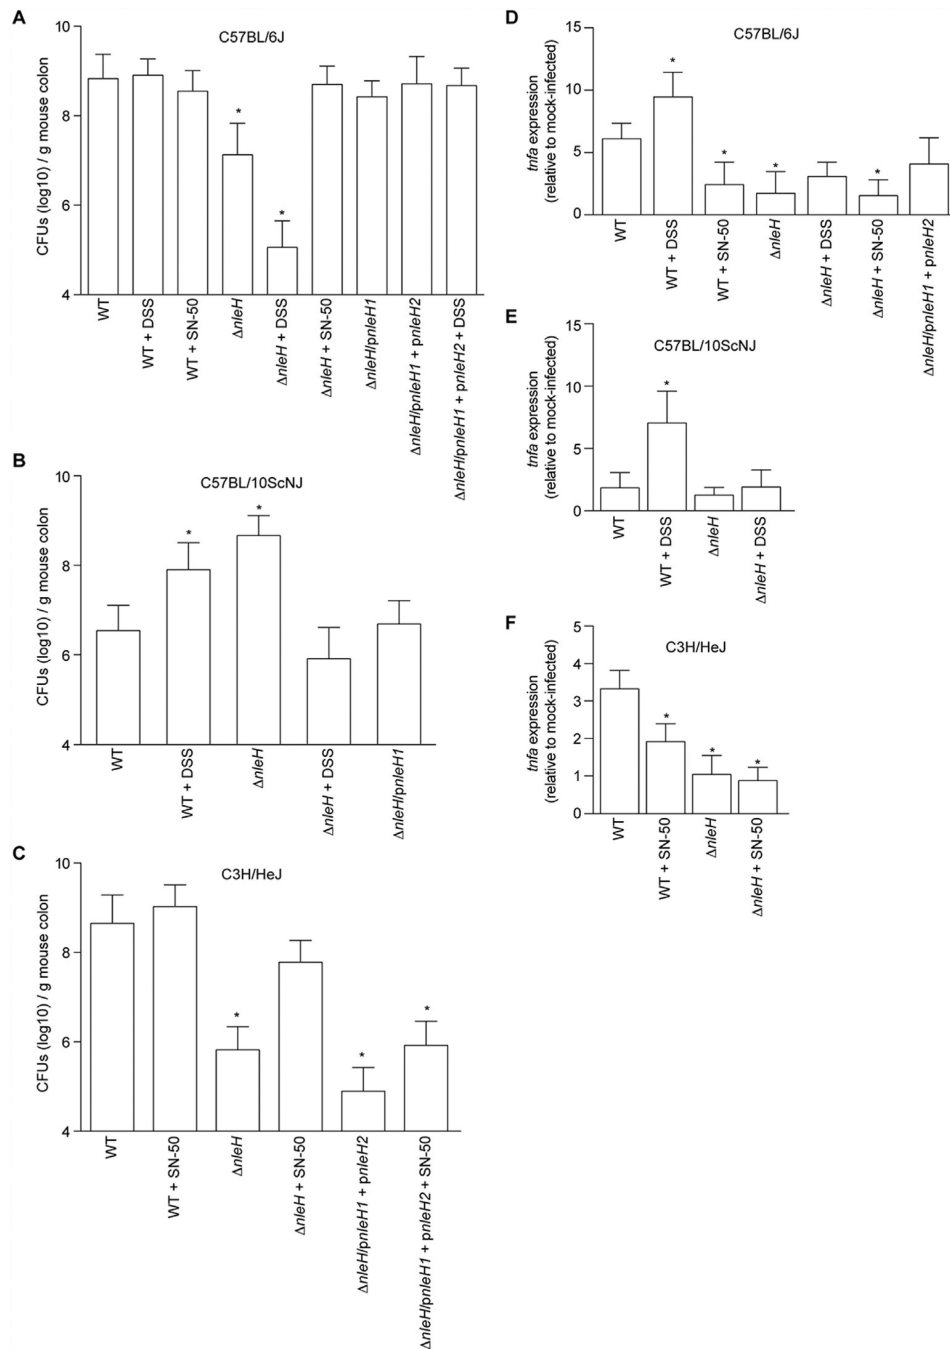 A
C57BL/6J
CFUs (log10) / g mouse colon
10
8
6
4
*
*
WT
WT + DSS
WT + SN-50
ΔnleH
ΔnleH + DSS
ΔnleH + SN-50
ΔnleH/pnleH1
ΔnleH/pnleH1 + pnleH2
ΔnleH/pnleH1 + pnleH2 + DSS
B
C57BL/10ScNJ
CFUs (log10) / g mouse colon
10
8
6
4
*
*
WT
WT + DSS
ΔnleH
ΔnleH + DSS
ΔnleH/pnleH1
C
C3H/HeJ
CFUs (log10) / g mouse colon
10
8
6
4
*
*
*
WT
WT + SN-50
ΔnleH
ΔnleH + SN-50
ΔnleH/pnleH1 + pnleH2
ΔnleH/pnleH1 + pnleH2 + SN-50
D
C57BL/6J
tnfa expression
(relative to mock-infected)
15
10
5
0
*
*
*
*
WT
WT + DSS
WT + SN-50
ΔnleH
ΔnleH + DSS
ΔnleH + SN-50
ΔnleH/pnleH1 + pnleH2
E
C57BL/10ScNJ
tnfa expression
(relative to mock-infected)
15
10
5
0
*
WT
WT + DSS
ΔnleH
ΔnleH + DSS
F
C3H/HeJ
tnfa expression
(relative to mock-infected)
5
4
3
2
1
0
*
*
*
WT
WT + SN-50
ΔnleH
ΔnleH + SN-50